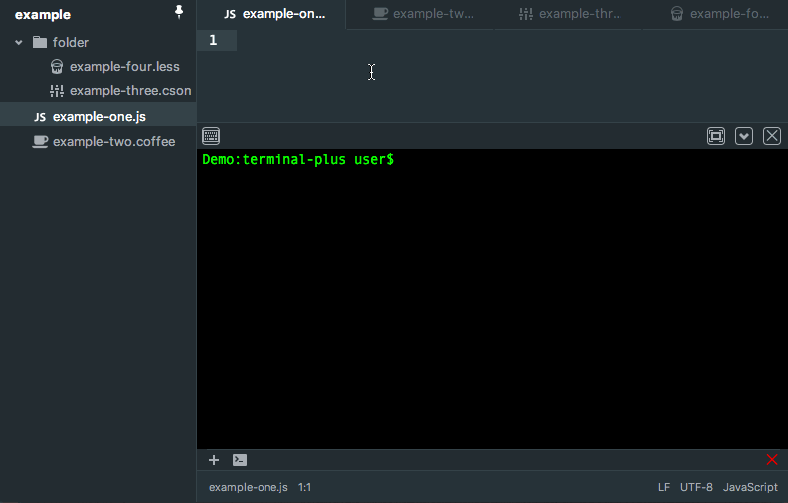 example
folder
example-four.less
example-three.cson
JS example-one.js
example-two.coffee
JS example-on...
example-tw...
example-thr..
example-fo...
1
Demo:terminal-plus user$
example-one.js 1:1
LF UTF-8 JavaScript